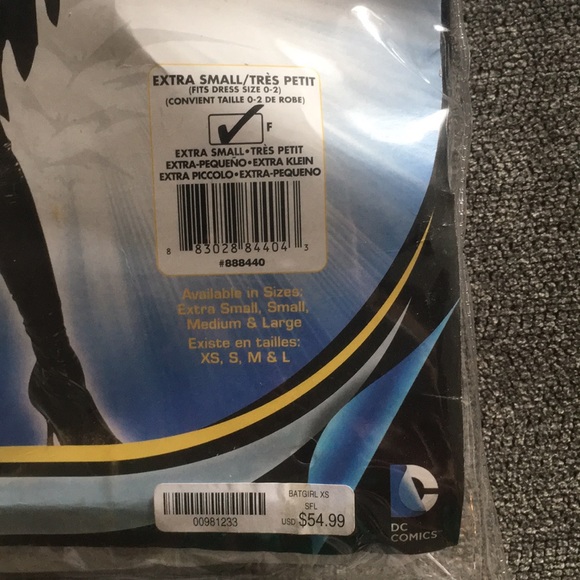 EXTRA SMALL/TRÈS PETIT
(FITS DRESS SIZE 0-2)
(CONVIENT TAILLE 0-2 DE ROBE)
F
EXTRA SMALL•TRÈS PETIT
EXTRA-PEQUEÑO•EXTRA KLEIN
EXTRA PICCOLO•EXTRA-PEQUENO
8 83028 84404 3
#888440
Available in Sizes:
Extra Small, Small,
Medium & Large
Existe en tailles:
XS, S, M & L
BATGIRL XS
SFL
00981233
USD $54.99
DC
COMICS™